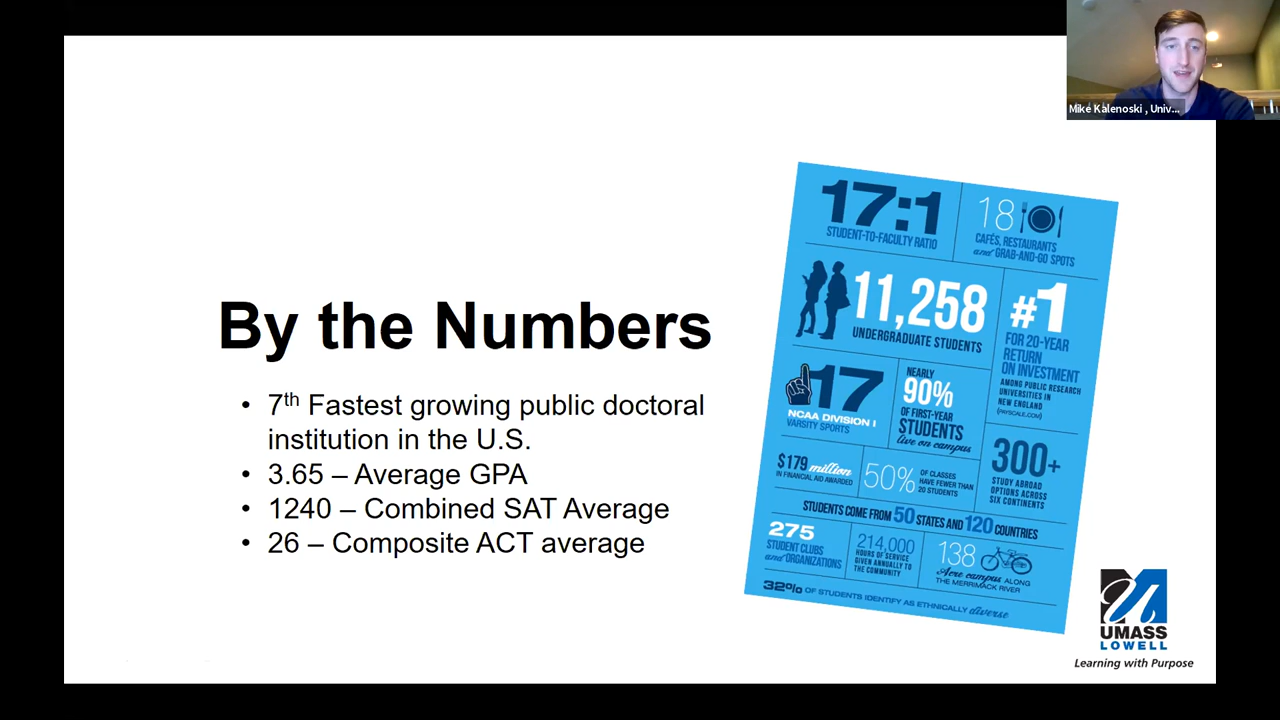 Mike Kalenoski , Univ...
By the Numbers
• 7th Fastest growing public doctoral
institution in the U.S.
• 3.65 – Average GPA
• 1240 – Combined SAT Average
• 26 – Composite ACT average
17:1
STUDENT-TO-FACULTY RATIO
18
CAFÉS, RESTAURANTS
and GRAB-AND-GO SPOTS
11,258
UNDERGRADUATE STUDENTS
#1
FOR 20-YEAR
RETURN
ON INVESTMENT
AMONG PUBLIC RESEARCH
UNIVERSITIES IN
NEW ENGLAND
(PAYSCALE.COM)
17
NCAA DIVISION I
VARSITY SPORTS
NEARLY
90%
OF FIRST-YEAR
STUDENTS
live on campus
$179 million
IN FINANCIAL AID AWARDED
50%
OF CLASSES
HAVE FEWER THAN
20 STUDENTS
300+
STUDY ABROAD
OPTIONS ACROSS
SIX CONTINENTS
STUDENTS COME FROM 50 STATES AND 120 COUNTRIES
275
STUDENT CLUBS
and ORGANIZATIONS
214,000
HOURS OF SERVICE
GIVEN ANNUALLY TO
THE COMMUNITY
138
Acre campus ALONG
THE MERRIMACK RIVER
32% OF STUDENTS IDENTIFY AS ETHNICALLY diverse
UMASS
LOWELL
Learning with Purpose